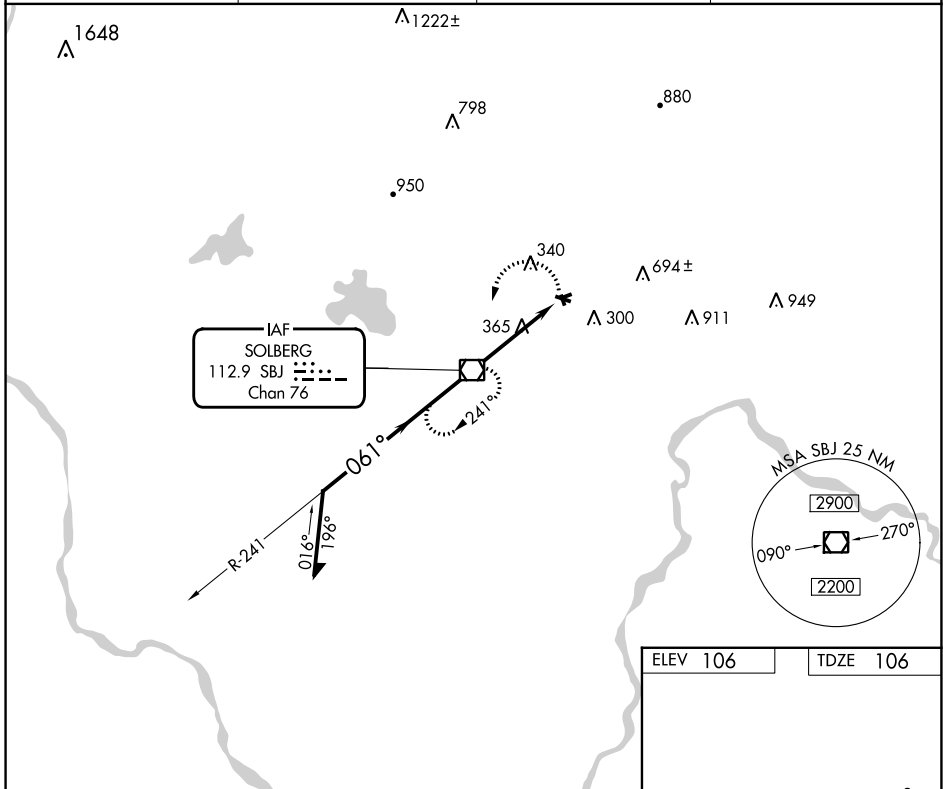 1648
1222±
798
880
950
340
694±
949
365
300
911
IAF
SOLBERG
112.9 SBJ
Chan 76
241°
061°
R-241
016°
196°
MSA SBJ 25 NM
2900
090°
270°
2200
ELEV 106
TDZE 106